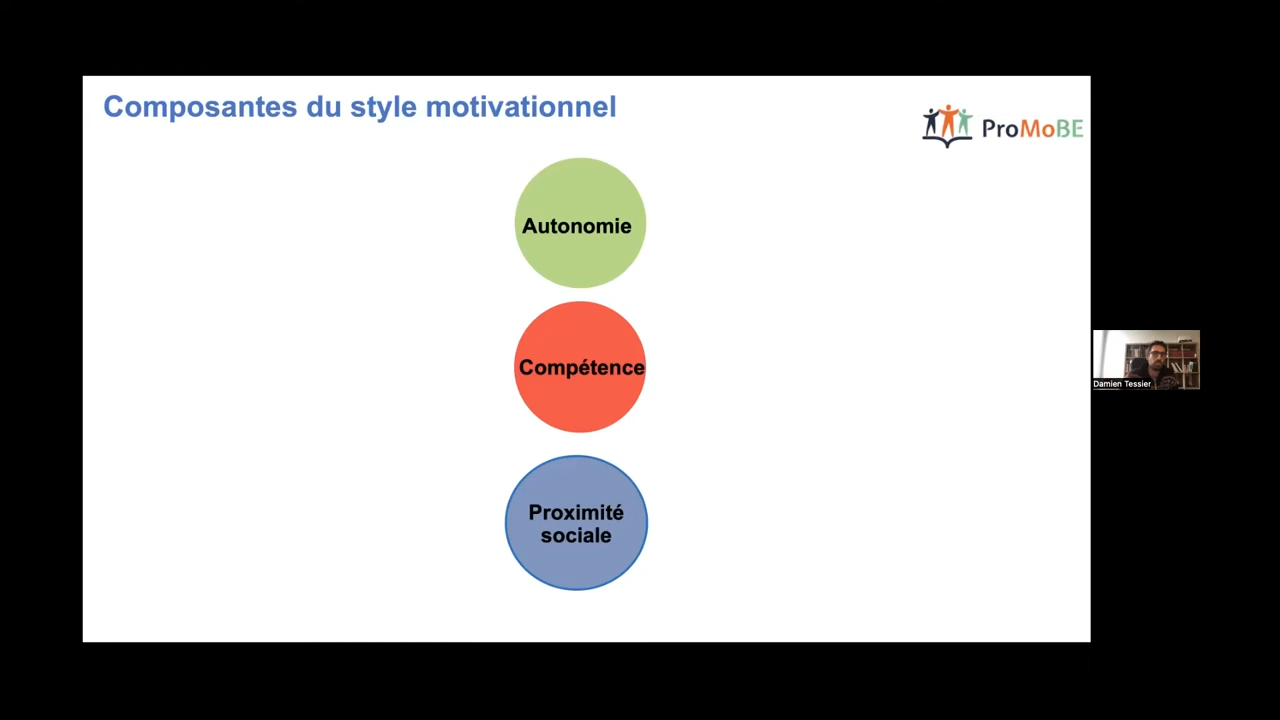 Composantes du style motivationnel
ProMoBE
Autonomie
Compétence
Proximité
sociale
Damien Tessier